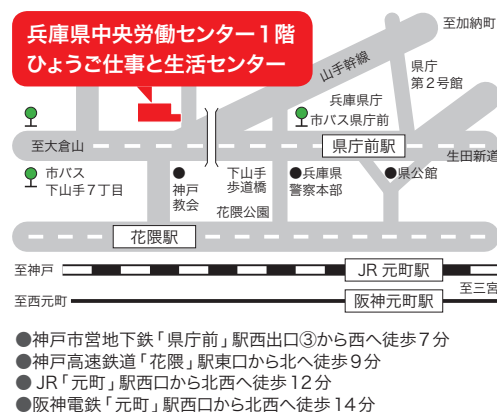 兵庫県中央労働センター1階
ひょうご仕事と生活センター
至加納町
山手幹線
県庁
第2号館
兵庫県庁
市バス県庁前
至大倉山
県庁前駅
生田新道
市バス
下山手7丁目
神戸
教会
下山手
歩道橋
兵庫県
警察本部
県公館
花隈公園
花隈駅
至神戸
JR 元町駅
至三宮
至西元町
阪神元町駅
●神戸市営地下鉄「県庁前」駅西出口③から西へ徒歩7分
●神戸高速鉄道「花隈」駅東口から北へ徒歩9分
●JR「元町」駅西口から北西へ徒歩12分
●阪神電鉄「元町」駅西口から北西へ徒歩14分